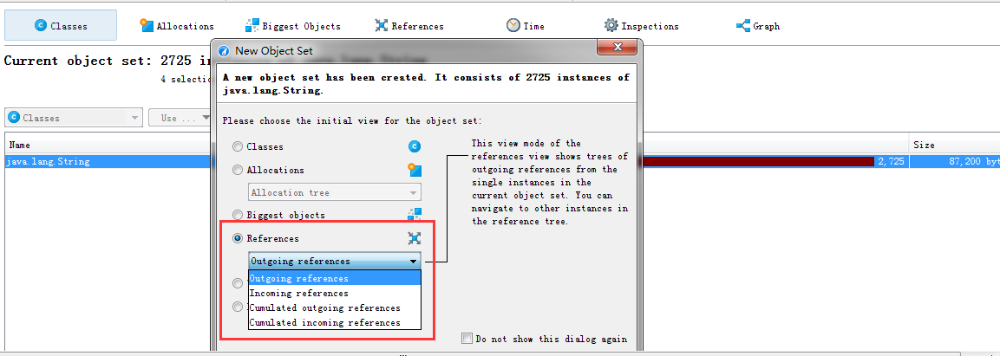 Classes
Allocations
Biggest Objects
References
Time
Inspections
Graph
New Object Set
Current object set: 2725
4 selectio
A new object set has been created. It consists of 2725 instances of
java.lang.String.
Please choose the initial view for the object set:
Classes
Use ...
Name
Size
java.lang.String
2,725
87,200 byt
Classes
Allocations
Allocation tree
Biggest objects
References
Outgoing references
Outgoing references
Incoming references
Cumulated outgoing references
Cumulated incoming references
This view mode of the
references view shows trees of
outgoing references from the
single instances in the
current object set. You can
navigate to other instances in
the reference tree.
Do not show this dialog again